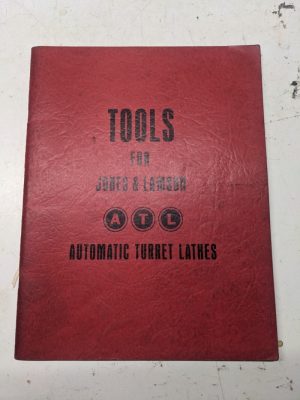 TOOLS
FOR
JONES & LAMSON
A T L
AUTOMATIC TURRET LATHES